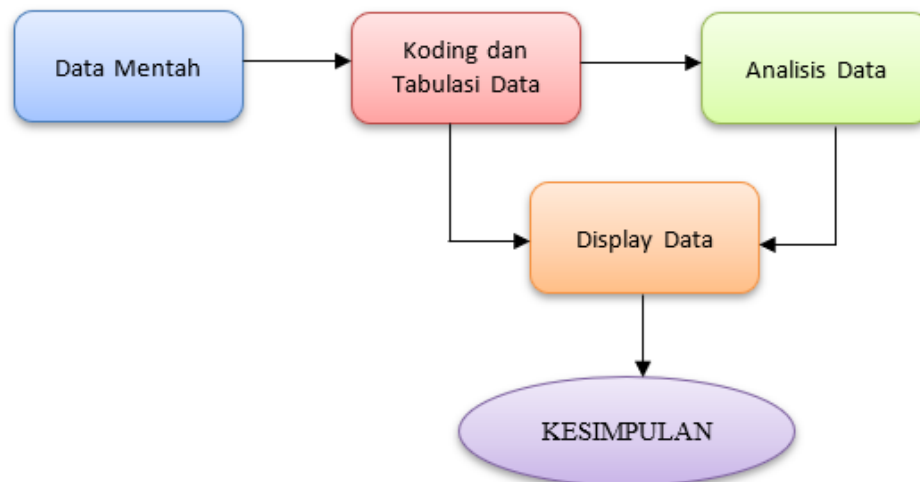 Data Mentah
Koding dan
Tabulasi Data
Analisis Data
Display Data
KESIMPULAN